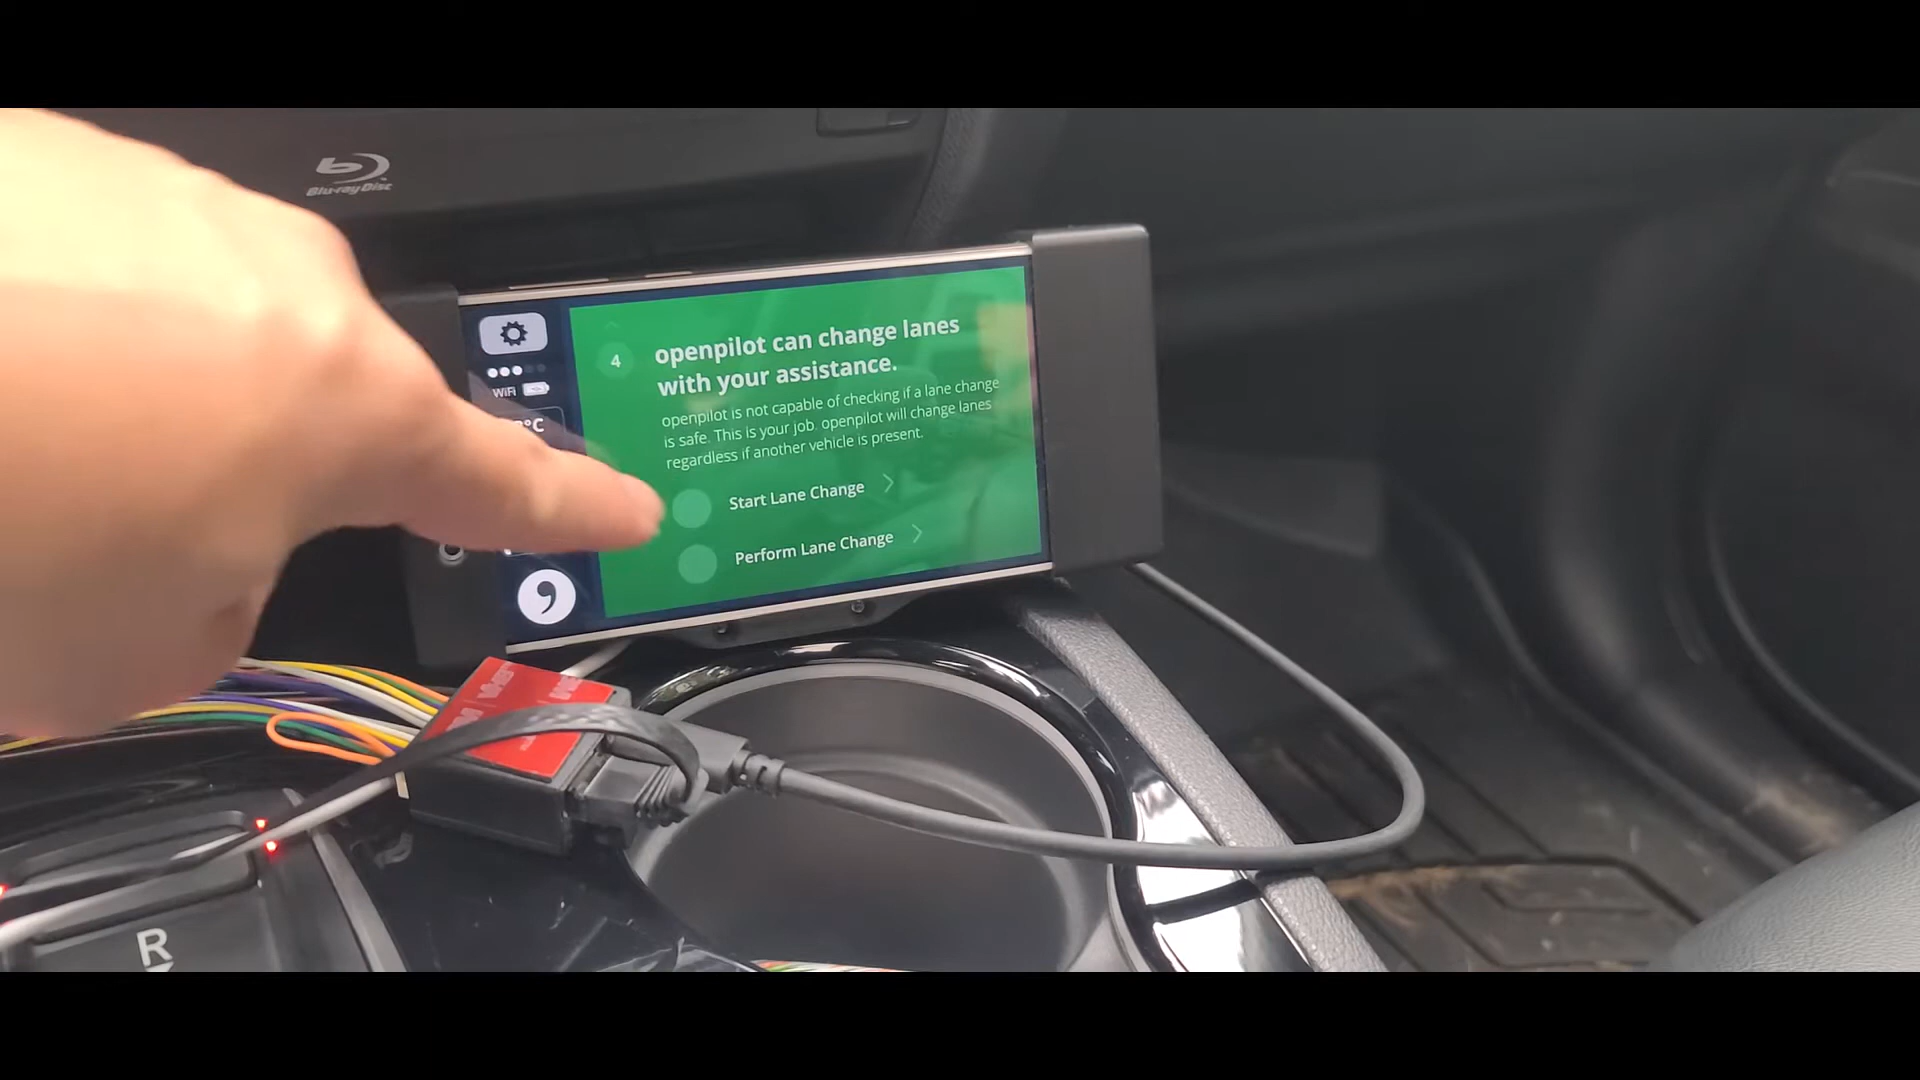 Blu-ray Disc
4
openpilot can change lanes
with your assistance.
openpilot is not capable of checking if a lane change
is safe. This is your job. openpilot will change lanes
regardless if another vehicle is present.
WiFi
°C
Start Lane Change
Perform Lane Change
R